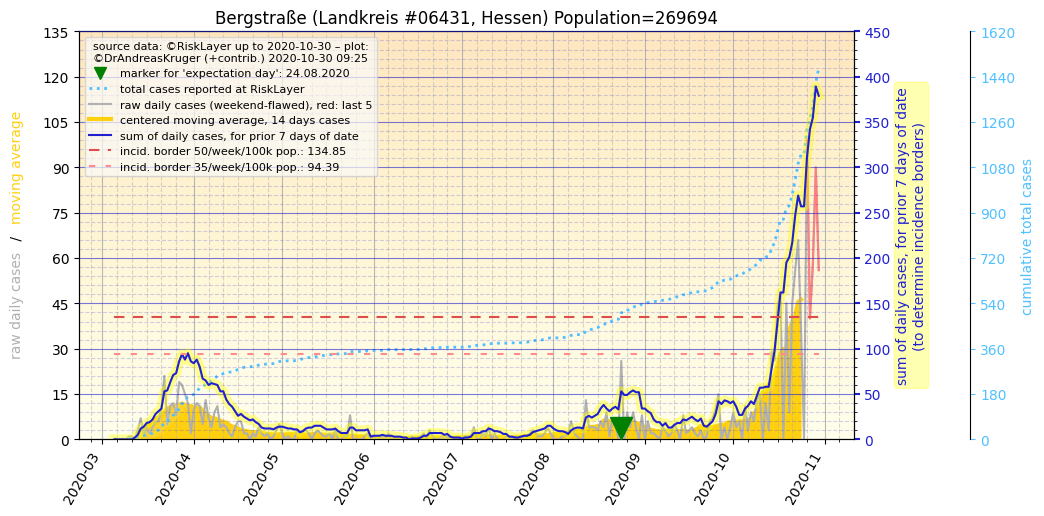 Bergstraße (Landkreis #06431, Hessen) Population=269694
source data: ©RiskLayer up to 2020-10-30 – plot:
©DrAndreasKruger (+contrib.) 2020-10-30 09:25
marker for 'expectation day': 24.08.2020
total cases reported at RiskLayer
raw daily cases (weekend-flawed), red: last 5
centered moving average, 14 days cases
sum of daily cases, for prior 7 days of date
incid. border 50/week/100k pop.: 134.85
incid. border 35/week/100k pop.: 94.39
raw daily cases / moving average
135
120
105
90
75
60
45
30
15
0
2020-03
2020-04
2020-05
2020-06
2020-07
2020-08
2020-09
2020-10
2020-11
450
400
350
300
250
200
150
100
50
0
sum of daily cases, for prior 7 days of date
(to determine incidence borders)
1620
1440
1260
1080
900
720
540
360
180
0
cumulative total cases